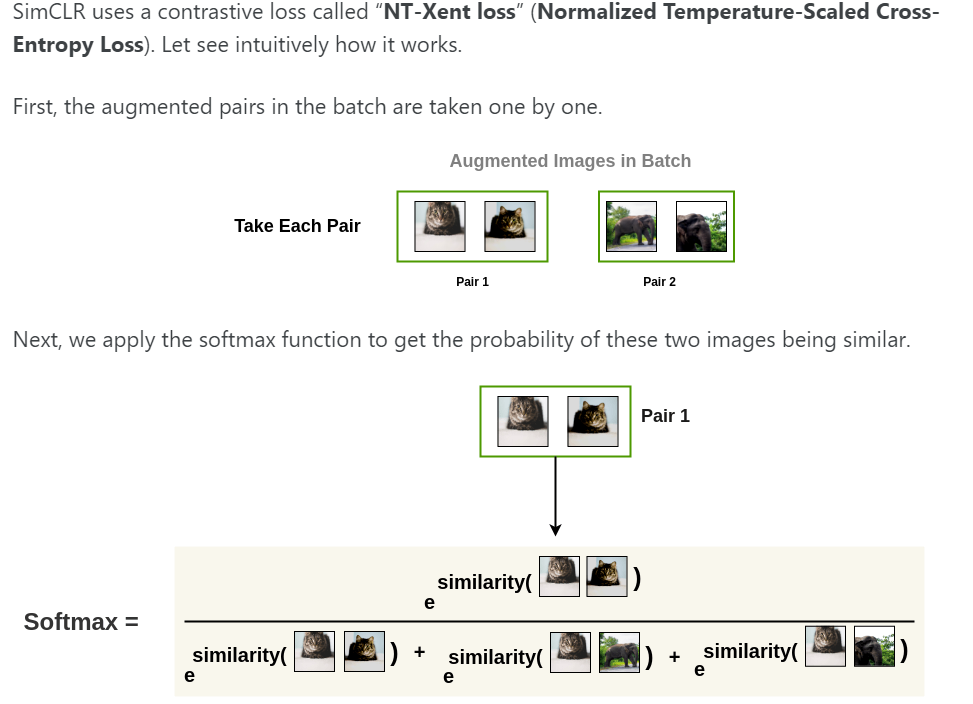 SimCLR uses a contrastive loss called “NT-Xent loss” (Normalized Temperature-Scaled Cross-
Entropy Loss). Let see intuitively how it works.
First, the augmented pairs in the batch are taken one by one.
Augmented Images in Batch
Take Each Pair
Pair 1
Pair 2
Next, we apply the softmax function to get the probability of these two images being similar.
Pair 1
e similarity( )
Softmax =
e similarity( ) + e similarity( ) + e similarity( )